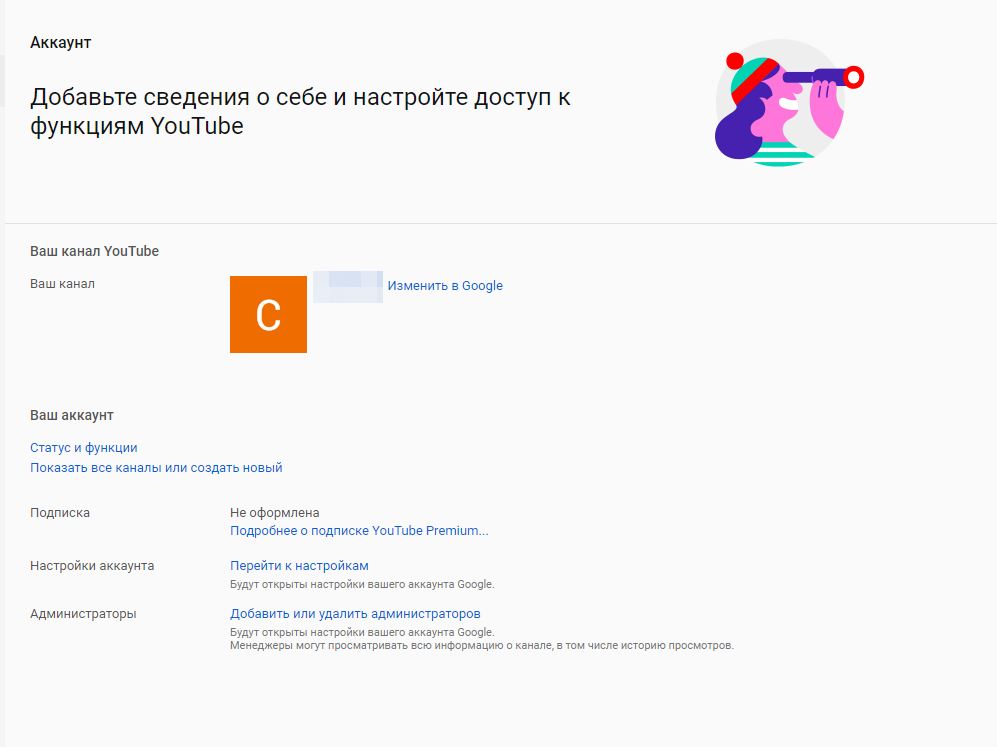 Аккаунт
Добавьте сведения о себе и настройте доступ к
функциям YouTube
Ваш канал YouTube
Ваш канал
C
Изменить в Google
Ваш аккаунт
Статус и функции
Показать все каналы или создать новый
Подписка
Не оформлена
Подробнее о подписке YouTube Premium...
Настройки аккаунта
Перейти к настройкам
Будут открыты настройки вашего аккаунта Google.
Администраторы
Добавить или удалить администраторов
Будут открыты настройки вашего аккаунта Google.
Менеджеры могут просматривать всю информацию о канале, в том числе историю просмотров.